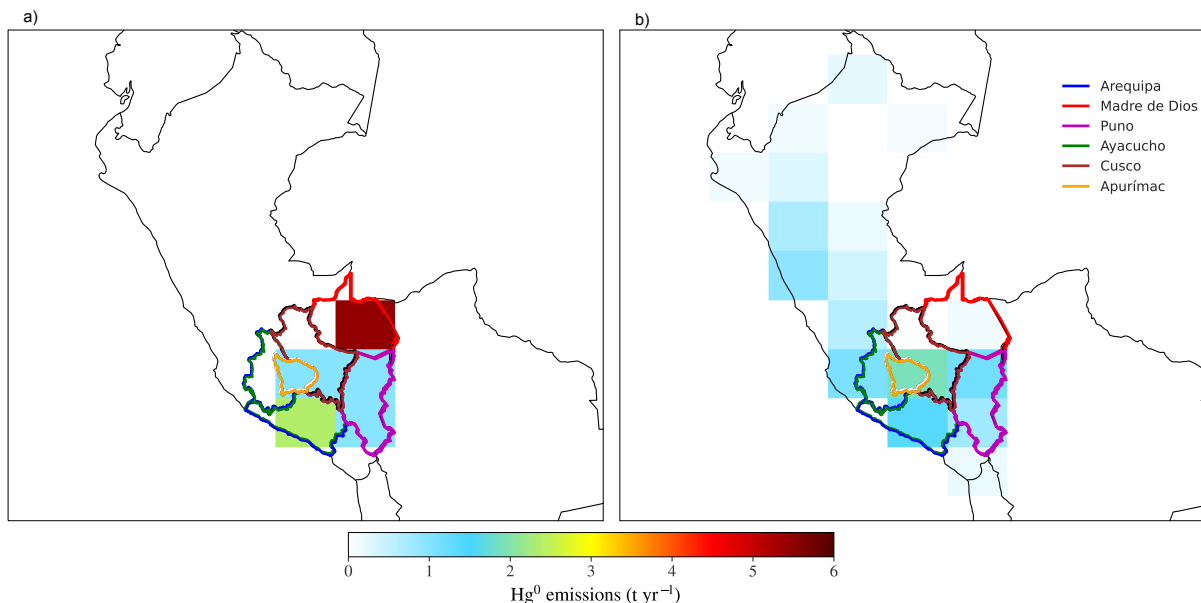 a)
b)
Arequipa
Madre de Dios
Puno
Ayacucho
Cusco
Apurímac
0 1 2 3 4 5 6
Hg⁰ emissions (t yr⁻¹)